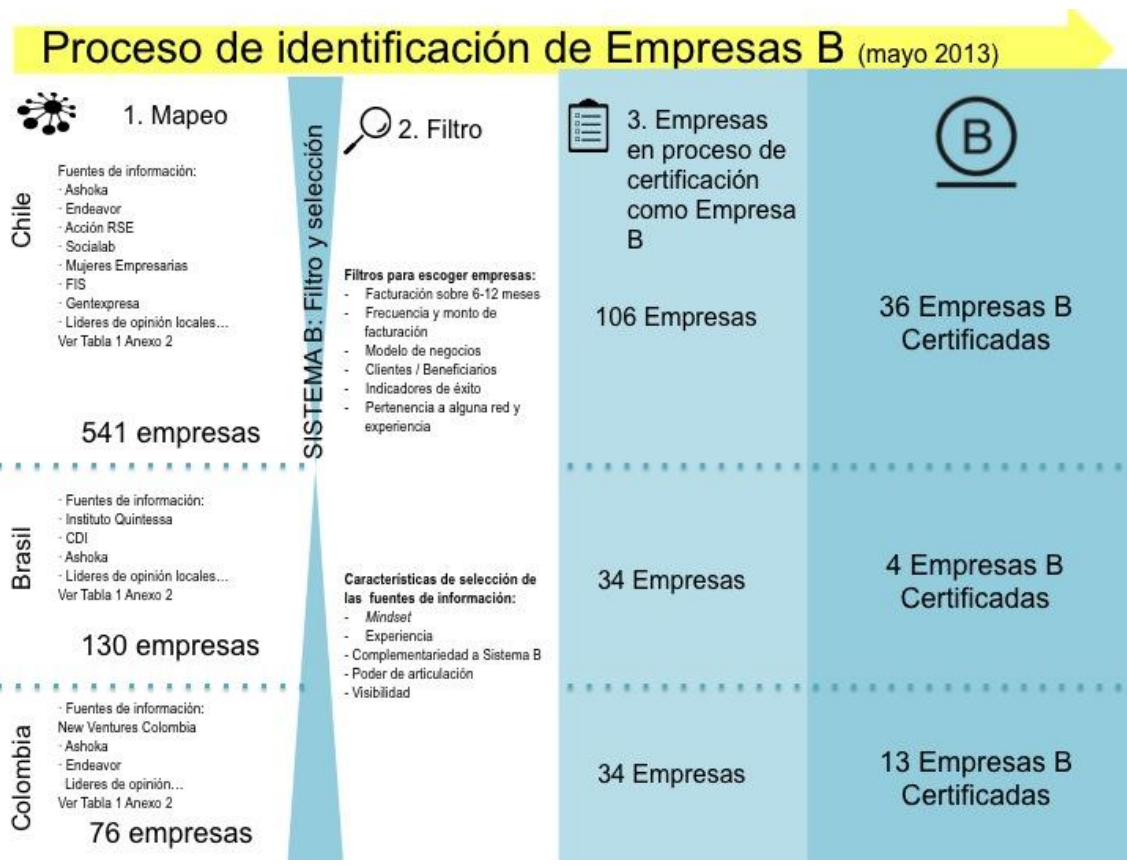 Proceso de identificación de Empresas B (mayo 2013)
1. Mapeo
Chile
Fuentes de información:
· Ashoka
· Endeavor
· Acción RSE
· Socialab
· Mujeres Empresarias
· FIS
· Gentexpresa
· Lideres de opinión locales...
Ver Tabla 1 Anexo 2
541 empresas
Brasil
· Fuentes de información:
· Instituto Quintessa
· CDI
· Ashoka
· Lideres de opinión locales...
Ver Tabla 1 Anexo 2
130 empresas
Colombia
· Fuentes de información:
New Ventures Colombia
· Ashoka
· Endeavor
Lideres de opinión...
Ver Tabla 1 Anexo 2
76 empresas
SISTEMA B: Filtro y selección
2. Filtro
Filtros para escoger empresas:
- Facturación sobre 6-12 meses
- Frecuencia y monto de
facturación
- Modelo de negocios
- Clientes / Beneficiarios
- Indicadores de éxito
- Pertenencia a alguna red y
experiencia
Características de selección de
las fuentes de información:
- Mindset
- Experiencia
- Complementariedad a Sistema B
- Poder de articulación
- Visibilidad
3. Empresas
en proceso de
certificación
como Empresa
B
106 Empresas
34 Empresas
34 Empresas
B
36 Empresas B
Certificadas
4 Empresas B
Certificadas
13 Empresas B
Certificadas